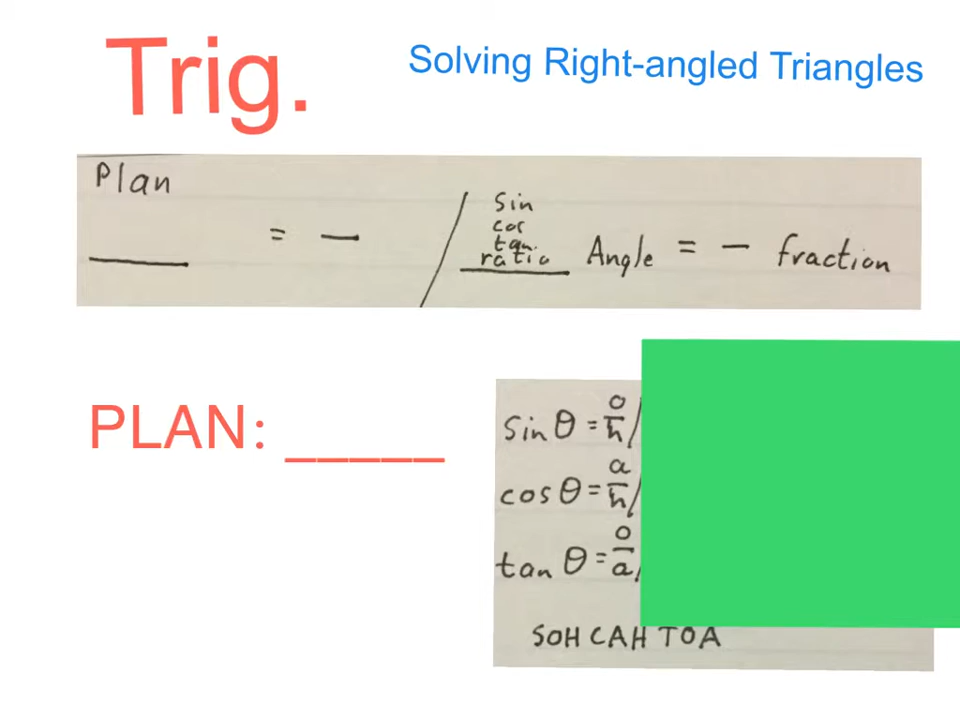 Trig.
Solving Right-angled Triangles
Plan
____ = — / sin
cos
tan
ratio Angle = — fraction
PLAN: _____
sin θ = o/h /
cos θ = a/h /
tan θ = o/a /
SOH CAH TOA